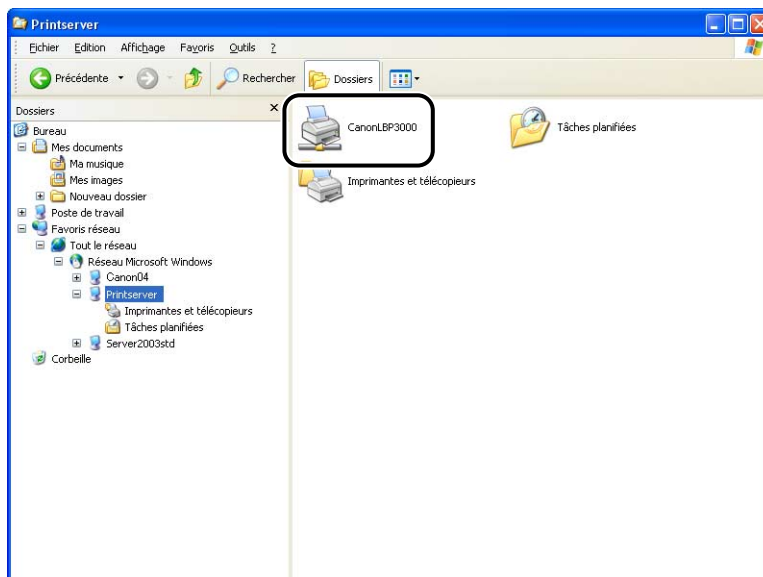 Printserver
Fichier Edition Affichage Favoris Outils ?
Précédente Rechercher Dossiers
Dossiers
Bureau
Mes documents
Ma musique
Mes images
Nouveau dossier
Poste de travail
Favoris réseau
Tout le réseau
Réseau Microsoft Windows
Canon04
Printserver
Imprimantes et télécopieurs
Tâches planifiées
Server2003std
Corbeille
CanonLBP3000
Tâches planifiées
Imprimantes et télécopieurs